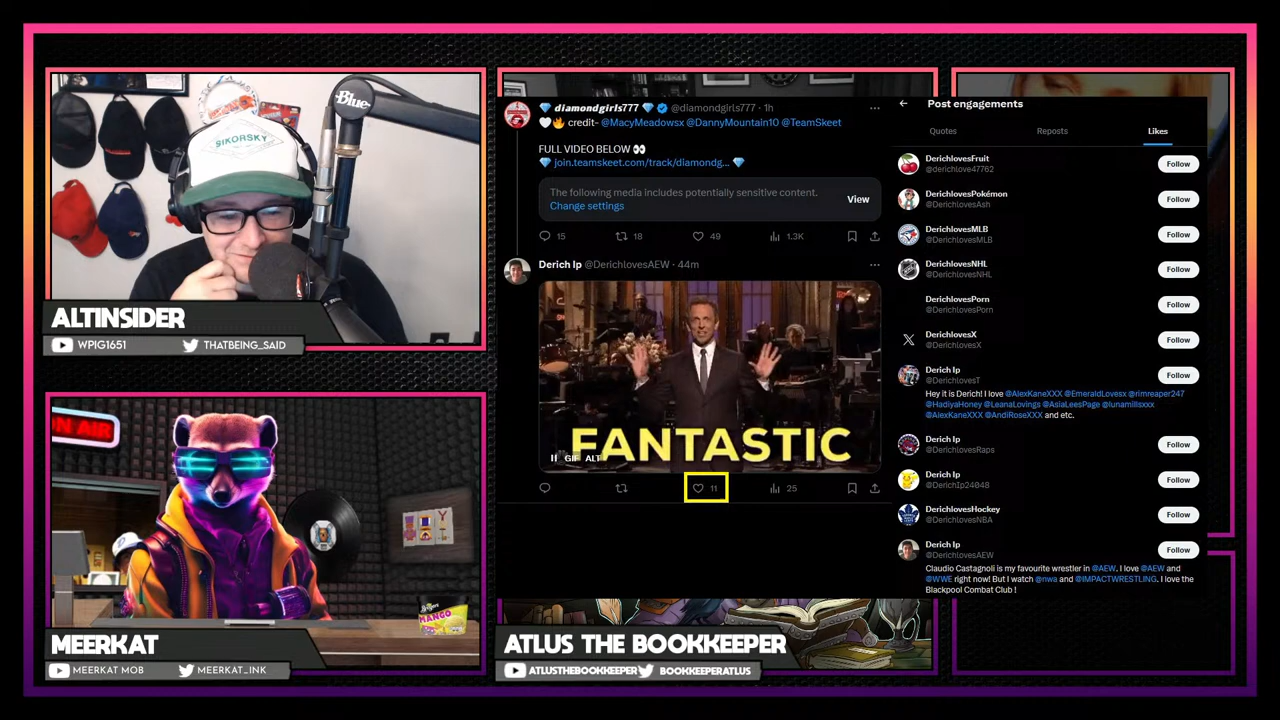 SIKORSKY
Blue
ALTINSIDER
WPIG1651
THATBEING_SAID
ON AIR
MANGO
MEERKAT
MEERKAT MOB
MEERKAT_INK
💎 diamondgirls777 💎 @diamondgirls777 · 1h
🤍🔥 credit- @MacyMeadowsx @DannyMountain10 @TeamSkeet
FULL VIDEO BELOW 👀
💎 join.teamskeet.com/track/diamondg... 💎
The following media includes potentially sensitive content.
Change settings
View
15 18 49 1.3K
Derich Ip @DerichlovesAEW · 44m
FANTASTIC
GIF ALT
11 25
ATLUS THE BOOKKEEPER
ATLUSTHEBOOKKEEPER
BOOKKEEPERATLUS
Post engagements
Quotes Reposts Likes
DerichlovesFruit
@derichlove47762
Follow
DerichlovesPokémon
@DerichlovesAsh
Follow
DerichlovesMLB
@DerichlovesMLB
Follow
DerichlovesNHL
@DerichlovesNHL
Follow
DerichlovesPorn
@DerichlovesPorn
Follow
DerichlovesX
@DerichlovesX
Follow
Derich Ip
@DerichlovesT
Follow
Hey it is Derich! I love @AlexKaneXXX @EmeraldLovesx @rimreaper247
@HadiyaHoney @LeanaLovings @AsiaLeesPage @lunamillsxxx
@AlexKaneXXX @AndiRoseXXX and etc.
Derich Ip
@DerichlovesRaps
Follow
Derich Ip
@DerichIp24048
Follow
DerichlovesHockey
@DerichlovesNBA
Follow
Derich Ip
@DerichlovesAEW
Follow
Claudio Castagnoli is my favourite wrestler in @AEW. I love @AEW and
@WWE right now! But I watch @nwa and @IMPACTWRESTLING. I love the
Blackpool Combat Club !